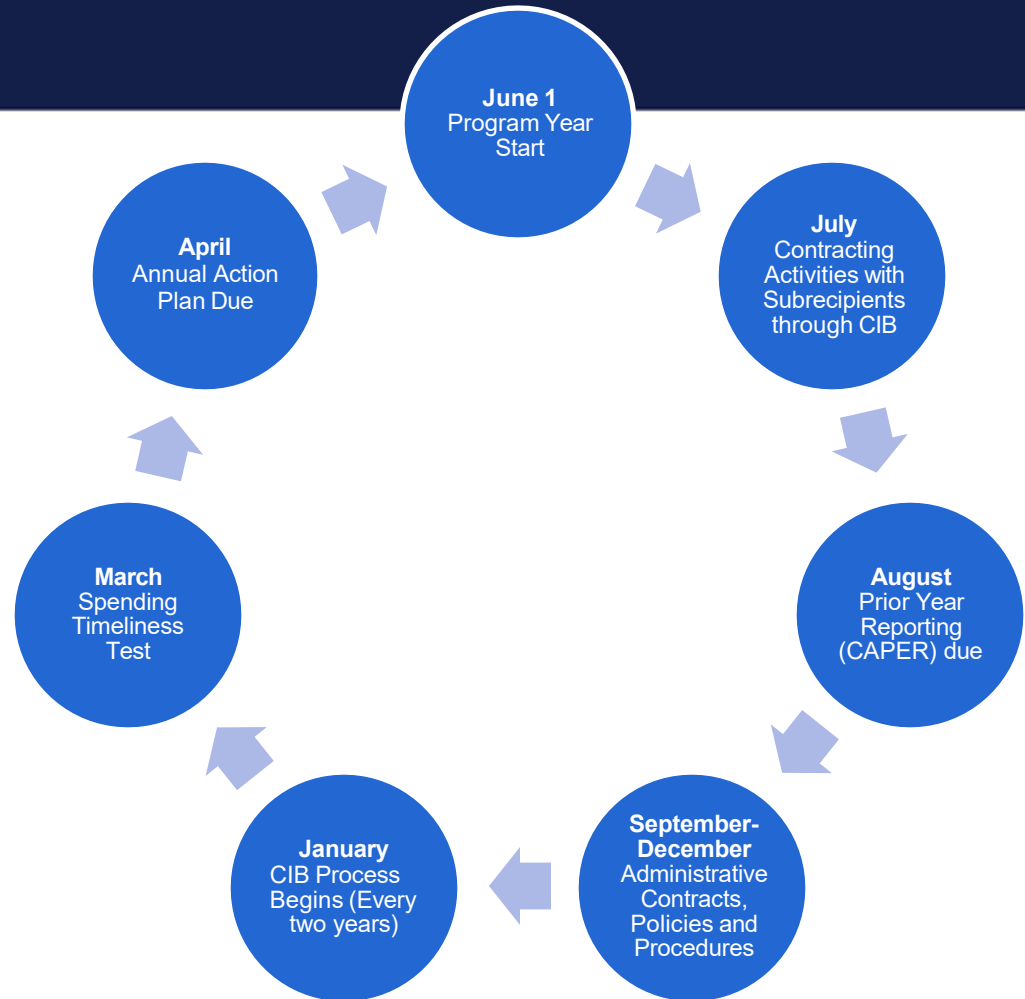 June 1
Program Year
Start
July
Contracting
Activities with
Subrecipients
through CIB
August
Prior Year
Reporting
(CAPER) due
September-
December
Administrative
Contracts,
Policies and
Procedures
January
CIB Process
Begins (Every
two years)
March
Spending
Timeliness
Test
April
Annual Action
Plan Due